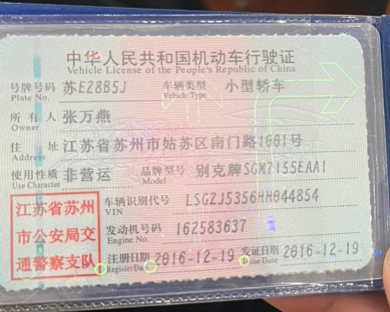 中华人民共和国机动车行驶证
Vehicle License of the People's Republic of China
号牌号码 苏E28B5J 车辆类型 小型轿车
Plate No. Vehicle Type
所有人 张万燕
Owner
住址 江苏省苏州市姑苏区南门路1601号
Address
使用性质 非营运 品牌型号 别克牌SGM7155EAA1
Use Character Model
江苏省苏州
市公安局交
通警察支队
车辆识别代号 LSGZJ5356HH044854
VIN
发动机号码 162583637
Engine No.
注册日期 2016-12-19 发证日期 2016-12-19
Register Date Issue Date